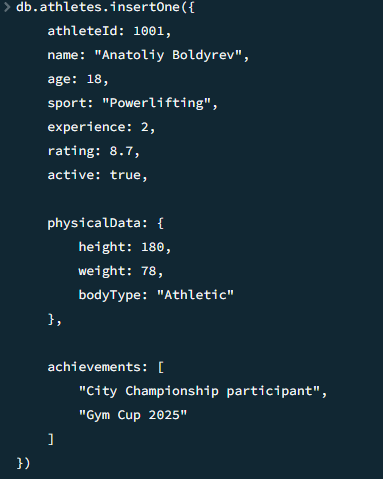 db.athletes.insertOne({
    athleteId: 1001,
    name: "Anatoliy Boldyrev",
    age: 18,
    sport: "Powerlifting",
    experience: 2,
    rating: 8.7,
    active: true,
    physicalData: {
        height: 180,
        weight: 78,
        bodyType: "Athletic"
    },
    achievements: [
        "City Championship participant",
        "Gym Cup 2025"
    ]
})